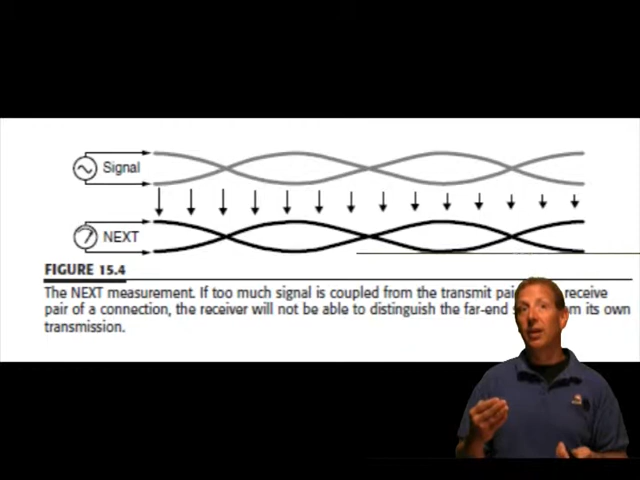 Signal
NEXT
FIGURE 15.4
The NEXT measurement. If too much signal is coupled from the transmit receive
pair of a connection, the receiver will not be able to distinguish the far-end its own
transmission.